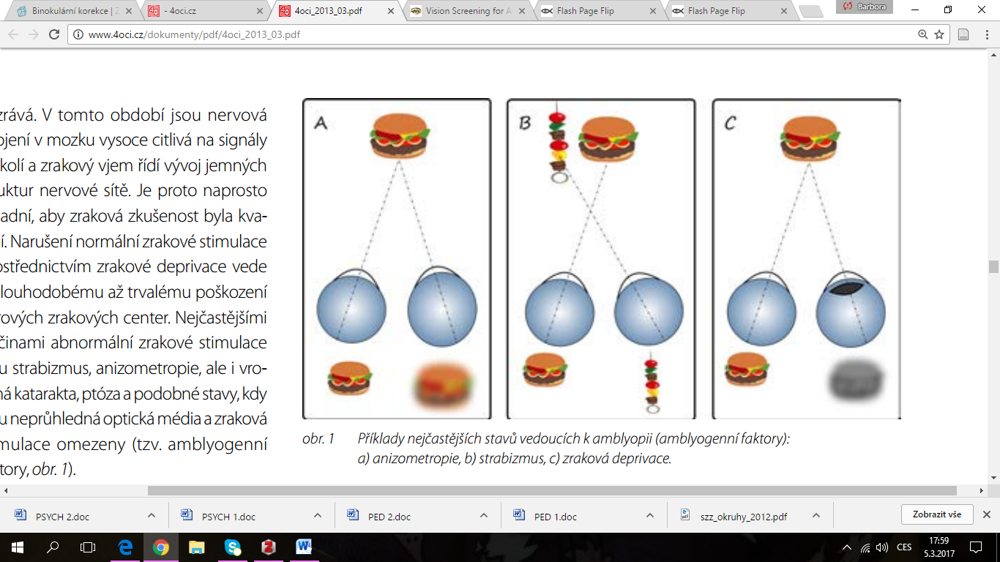 Binokulární korekce | Z
- 4oci.cz
4oci_2013_03.pdf
Vision Screening for A
Flash Page Flip
Flash Page Flip
Barbora
www.4oci.cz/dokumenty/pdf/4oci_2013_03.pdf
zrává. V tomto období jsou nervová
ojení v mozku vysoce citlivá na signály
kolí a zrakový vjem řídí vývoj jemných
uktur nervové sítě. Je proto naprosto
adní, aby zraková zkušenost byla kva-
í. Narušení normální zrakové stimulace
ostřednictvím zrakové deprivace vede
dlouhodobému až trvalému poškození
rových zrakových center. Nejčastějšími
činami abnormální zrakové stimulace
u strabizmus, anizometropie, ale i vro-
ná katarakta, ptóza a podobné stavy, kdy
u neprůhledná optická média a zraková
mulace omezeny (tzv. amblyogenní
tory, obr. 1).
A
B
C
obr. 1 Příklady nejčastějších stavů vedoucích k amblyopii (amblyogenní faktory):
a) anizometropie, b) strabizmus, c) zraková deprivace.
PSYCH 2.doc
PSYCH 1.doc
PED 2.doc
PED 1.doc
szz_okruhy_2012.pdf
Zobrazit vše
CES
17:59
5.3.2017